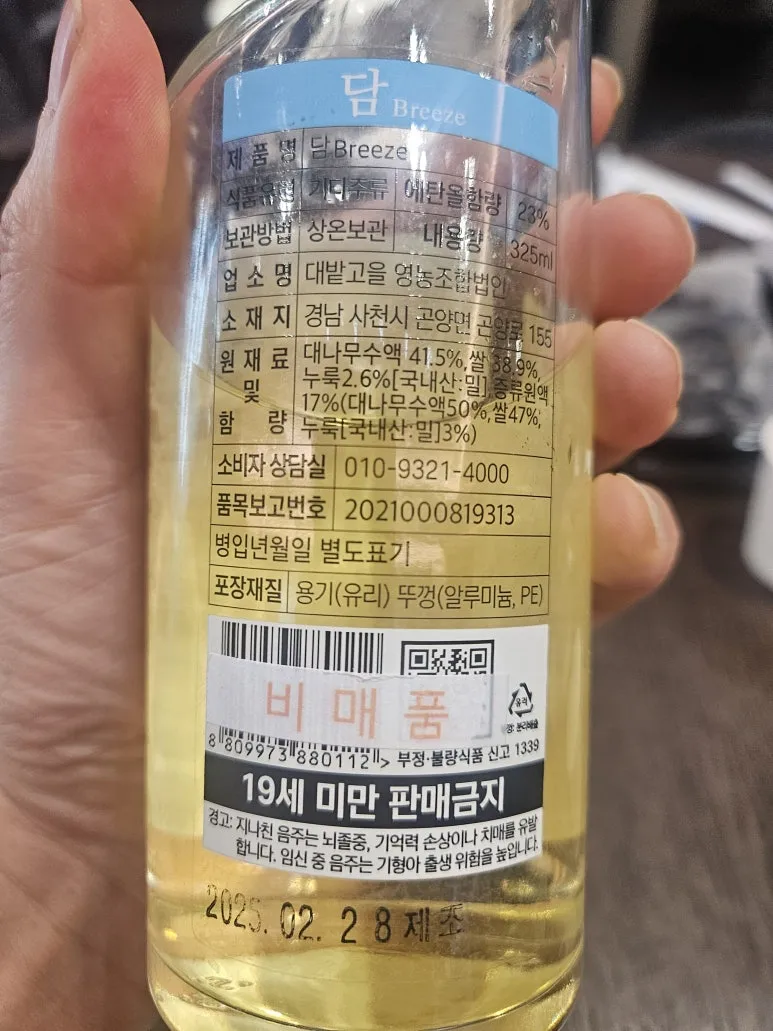 담 Breeze
제품명 담Breeze
식품유형 기타주류 에탄올함량 23%
보관방법 상온보관 내용량 325ml
업소명 대밭고을 영농조합법인
소재지 경남 사천시 곤양면 곤양로 155
원재료 및 함량 대나무수액 41.5%,쌀 38.9%,
누룩2.6%[국내산:밀],증류원액
17%(대나무수액50%,쌀47%,
누룩[국내산:밀]3%)
소비자 상담실 010-9321-4000
품목보고번호 2021000819313
병입년월일 별도표기
포장재질 용기(유리) 뚜껑(알루미늄, PE)
비매품
유리
8 809973 880112 > 부정·불량식품 신고 1339
19세 미만 판매금지
경고: 지나친 음주는 뇌졸중, 기억력 손상이나 치매를 유발
합니다. 임신 중 음주는 기형아 출생 위험을 높입니다.
2025. 02. 28 제조